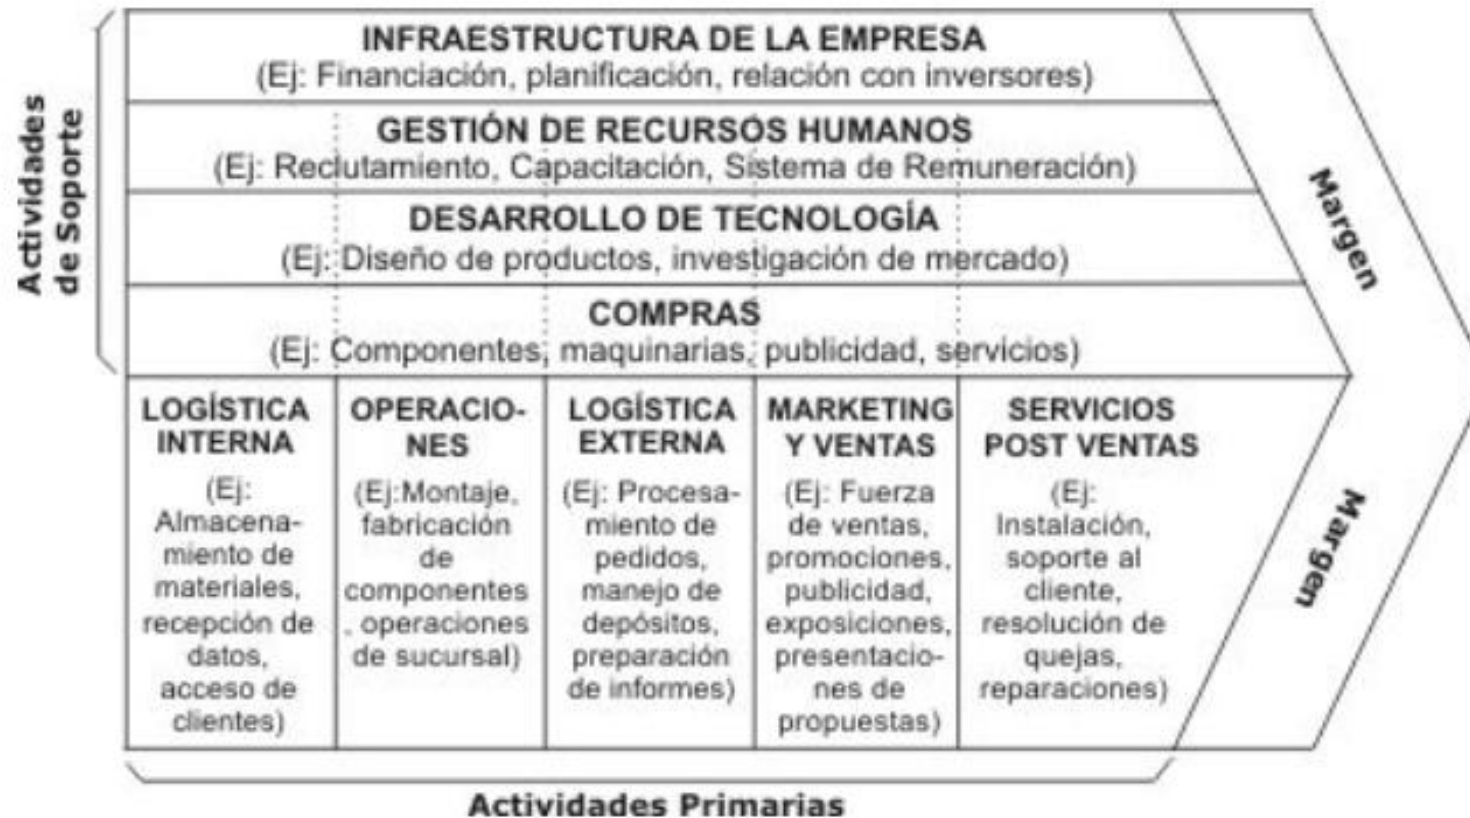 Actividades
de Soporte
INFRAESTRUCTURA DE LA EMPRESA
(Ej: Financiación, planificación, relación con inversores)
GESTIÓN DE RECURSOS HUMANOS
(Ej: Reclutamiento, Capacitación, Sistema de Remuneración)
DESARROLLO DE TECNOLOGÍA
(Ej: Diseño de productos, investigación de mercado)
COMPRAS
(Ej: Componentes, maquinarias, publicidad, servicios)
LOGÍSTICA
INTERNA
(Ej:
Almacena-
miento de
materiales,
recepción de
datos,
acceso de
clientes)
OPERACIO-
NES
(Ej:Montaje,
fabricación
de
componentes
, operaciones
de sucursal)
LOGÍSTICA
EXTERNA
(Ej: Procesa-
miento de
pedidos,
manejo de
depósitos,
preparación
de informes)
MARKETING
Y VENTAS
(Ej: Fuerza
de ventas,
promociones,
publicidad,
exposiciones,
presentacio-
nes de
propuestas)
SERVICIOS
POST VENTAS
(Ej:
Instalación,
soporte al
cliente,
resolución de
quejas,
reparaciones)
Margen
Margen
Actividades Primarias